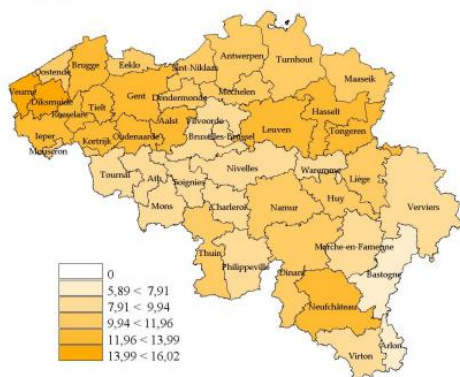 Antwerpen
Turnhout
Brugge
Eeklo
Sint-Niklaas
Oostende
Maaseik
Veurne
Diksmuide
Gent
Mechelen
Dendermonde
Roeselare
Tielt
Hasselt
Aalst
Vilvoorde
Ieper
Kortrijk
Oudenaarde
Bruxelles-Brussel
Leuven
Tongeren
Mouscron
Tournai
Ath
Soignies
Nivelles
Waremme
Liège
Verviers
Mons
Charleroi
Namur
Huy
Thuin
Philippeville
Dinant
Marche-en-Famenne
Bastogne
Neufchâteau
Virton
Arlon
0
5,89 < 7,91
7,91 < 9,94
9,94 < 11,96
11,96 < 13,99
13,99 < 16,02